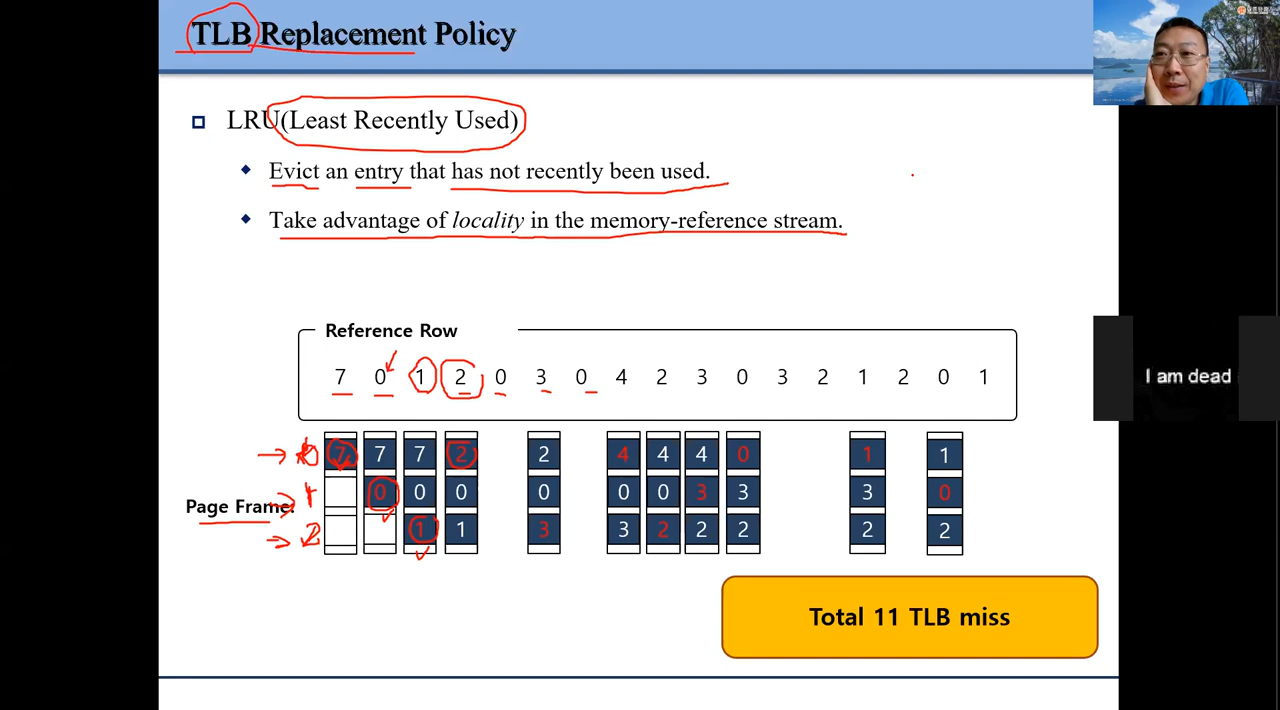 TLB Replacement Policy
LRU(Least Recently Used)
Evict an entry that has not recently been used.
Take advantage of locality in the memory-reference stream.
Reference Row
7 0 1 2 0 3 0 4 2 3 0 3 2 1 2 0 1
I am dead
0 7 7 7 2 2 4 4 4 0 1 1
Page Frame:
1 0 0 0 0 0 0 3 3 3 0
2 1 1 3 3 2 2 2 2 2
Total 11 TLB miss